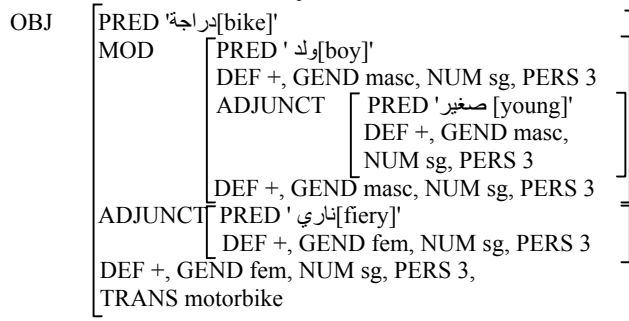 OBJ PRED 'دراجة[bike]'
MOD PRED ' ولد[boy]'
DEF +, GEND masc, NUM sg, PERS 3
ADJUNCT PRED 'صغير [young]'
DEF +, GEND masc,
NUM sg, PERS 3
DEF +, GEND masc, NUM sg, PERS 3
ADJUNCT PRED ' ناري[fiery]'
DEF +, GEND fem, NUM sg, PERS 3
DEF +, GEND fem, NUM sg, PERS 3,
TRANS motorbike